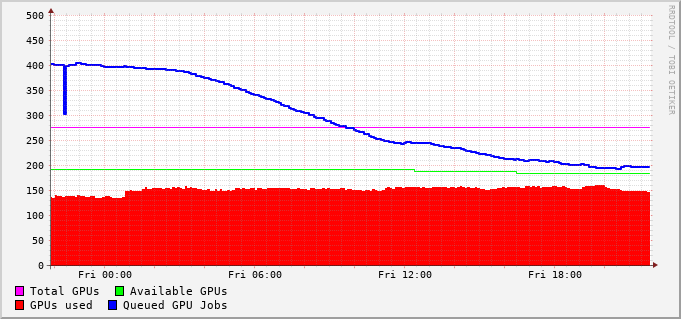 500
450
400
350
300
250
200
150
100
50
0
Fri 00:00 Fri 06:00 Fri 12:00 Fri 18:00
Total GPUs Available GPUs
GPUs used Queued GPU Jobs
RRDTOOL / TOBI OETIKER